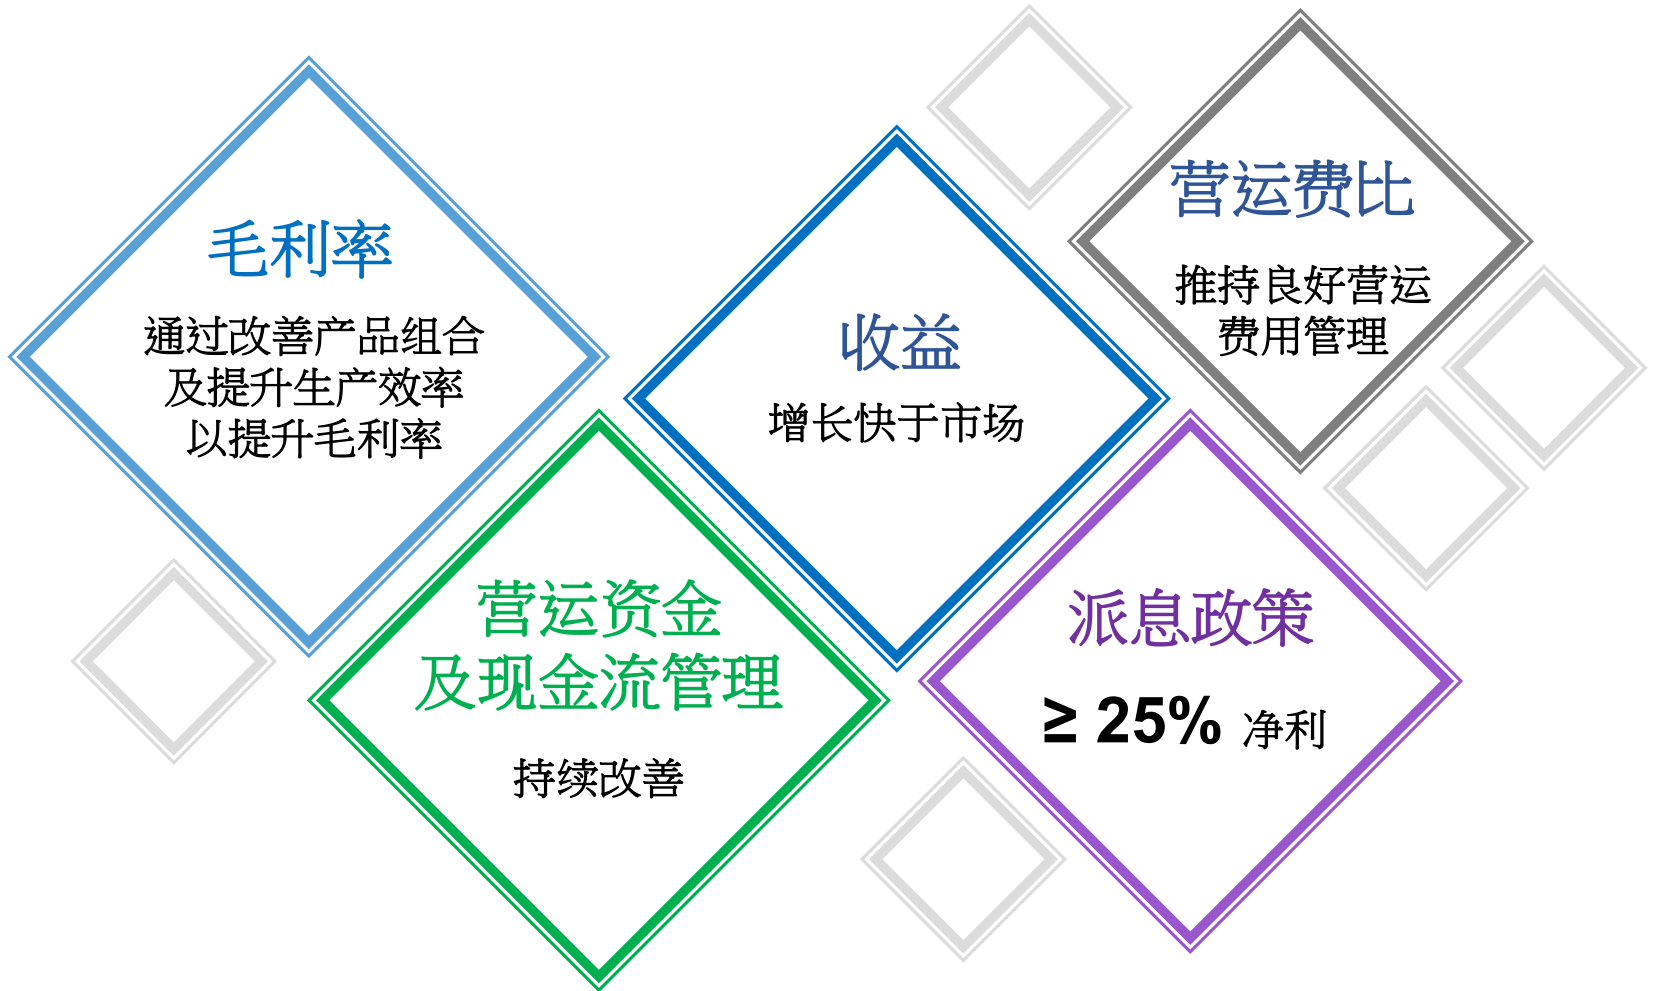 毛利率
通过改善产品组合
及提升生产效率
以提升毛利率
营运资金
及现金流管理
持续改善
收益
增长快于市场
营运费比
推持良好营运
费用管理
派息政策
≥ 25% 净利